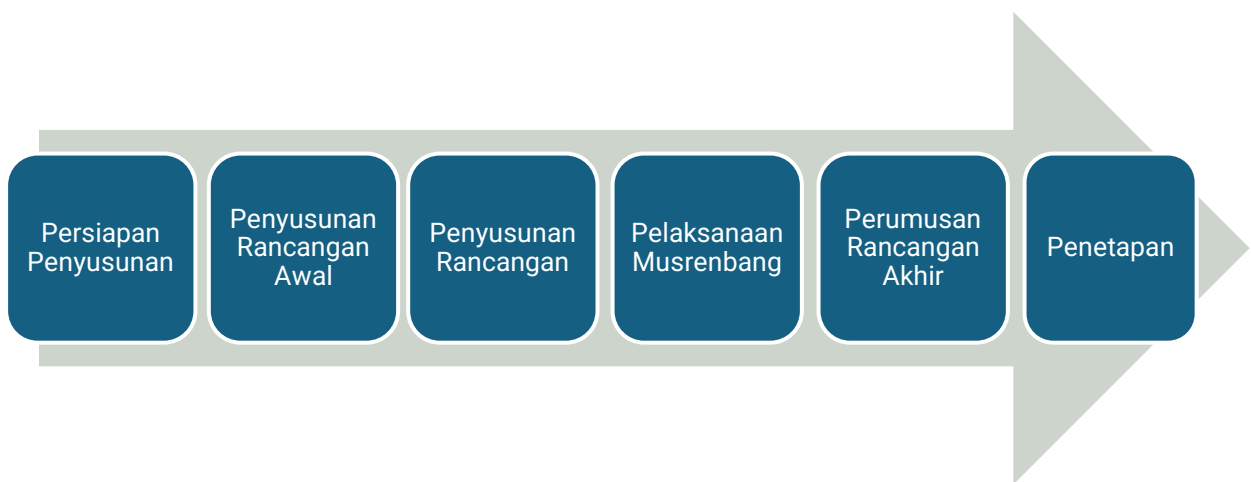 Persiapan
Penyusunan
Penyusunan
Rancangan
Awal
Penyusunan
Rancangan
Pelaksanaan
Musrenbang
Perumusan
Rancangan
Akhir
Penetapan